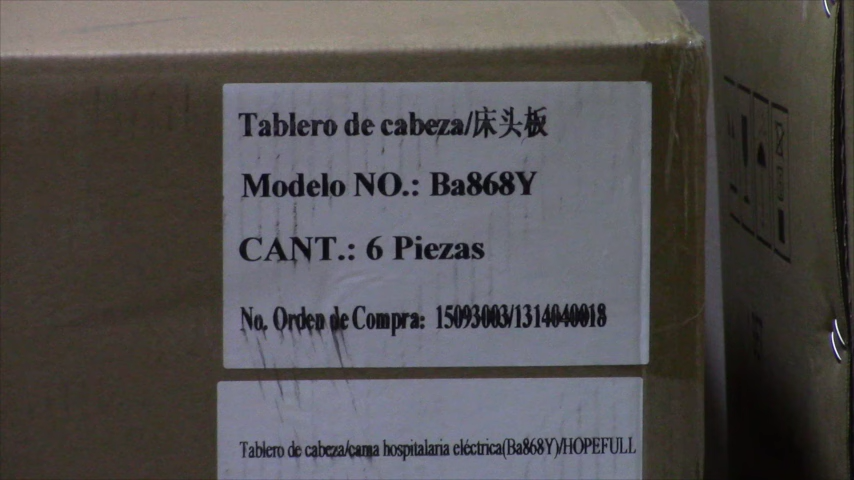 Tablero de cabeza/床头板
Modelo NO.: Ba868Y
CANT.: 6 Piezas
No. Orden de Compra: 15093003/1314040018
Tablero de cabeza/cama hospitalaria eléctrica(Ba868Y)/HOPEFULL